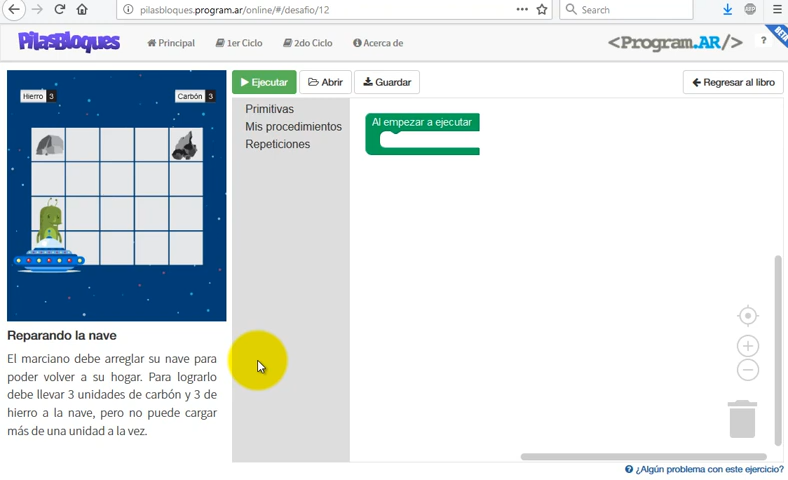 pilasbloques.program.ar/online/#/desafio/12
Search
ABP
PilasBloques
Principal
1er Ciclo
2do Ciclo
Acerca de
<Program.AR/>
?
BETA
Hierro 3
Carbón 3
Ejecutar
Abrir
Guardar
Regresar al libro
Primitivas
Mis procedimientos
Repeticiones
Al empezar a ejecutar
Reparando la nave
El marciano debe arreglar su nave para
poder volver a su hogar. Para lograrlo
debe llevar 3 unidades de carbón y 3 de
hierro a la nave, pero no puede cargar
más de una unidad a la vez.
¿Algún problema con este ejercicio?